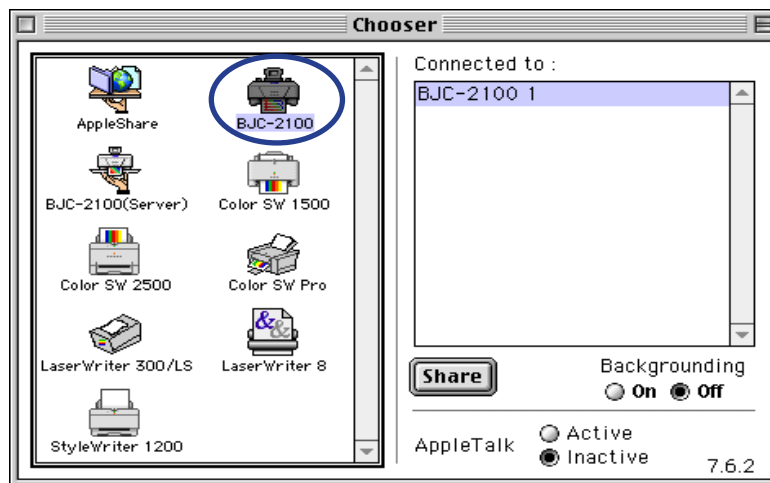 Chooser
AppleShare
BJC-2100
BJC-2100(Server)
Color SW 1500
Color SW 2500
Color SW Pro
LaserWriter 300/LS
LaserWriter 8
StyleWriter 1200
Connected to :
BJC-2100 1
Share
Backgrounding
On Off
AppleTalk
Active
Inactive
7.6.2